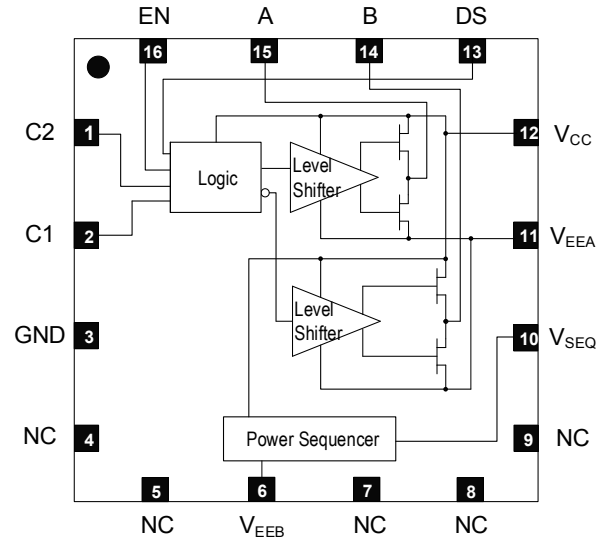 EN A B DS
16 15 14 13
C2 1 12 VCC
Logic
Level
Shifter
C1 2 11 VEEA
Level
Shifter
GND 3 10 VSEQ
NC 4 Power Sequencer 9 NC
5 6 7 8
NC VEEB NC NC